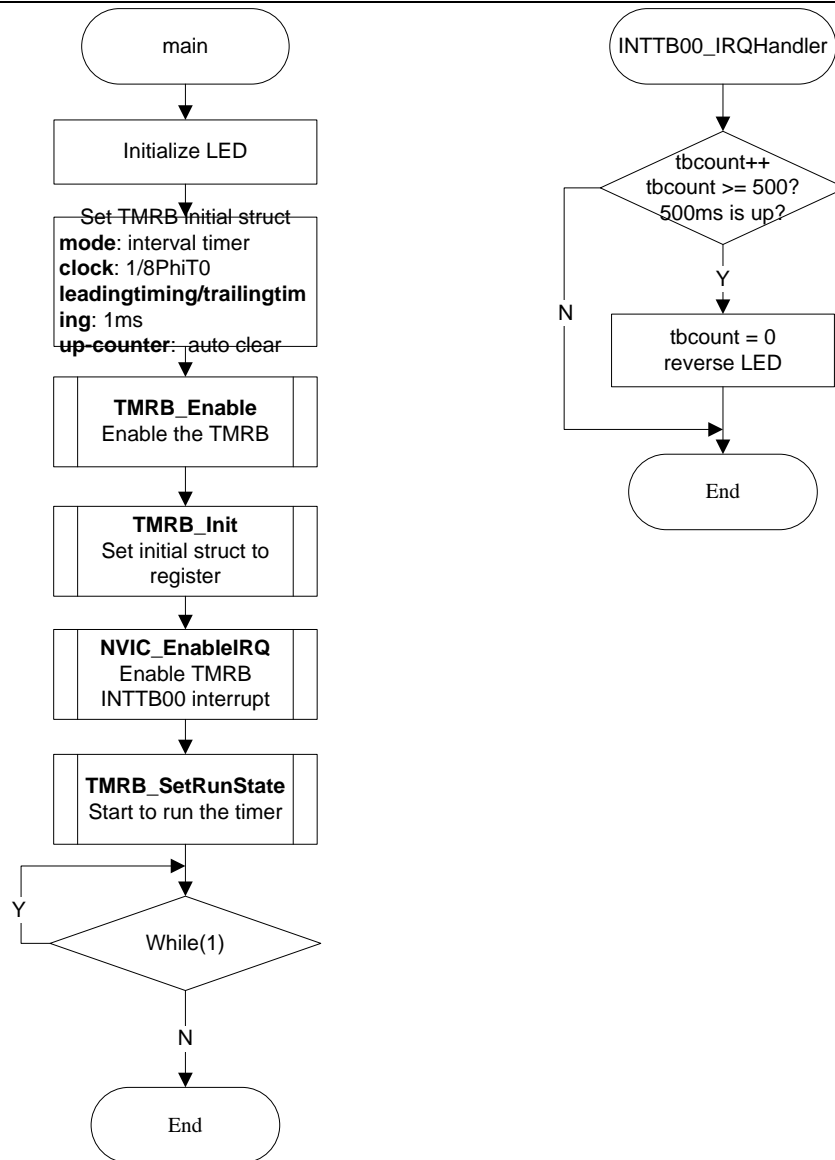 main
Initialize LED
Set TMRB initial struct
mode: interval timer
clock: 1/8PhiT0
leadingtiming/trailingtim
ing: 1ms
up-counter: auto clear
TMRB_Enable
Enable the TMRB
TMRB_Init
Set initial struct to
register
NVIC_EnableIRQ
Enable TMRB
INTTB00 interrupt
TMRB_SetRunState
Start to run the timer
Y
While(1)
N
End
INTTB00_IRQHandler
tbcount++
tbcount >= 500?
500ms is up?
Y
N
tbcount = 0
reverse LED
End